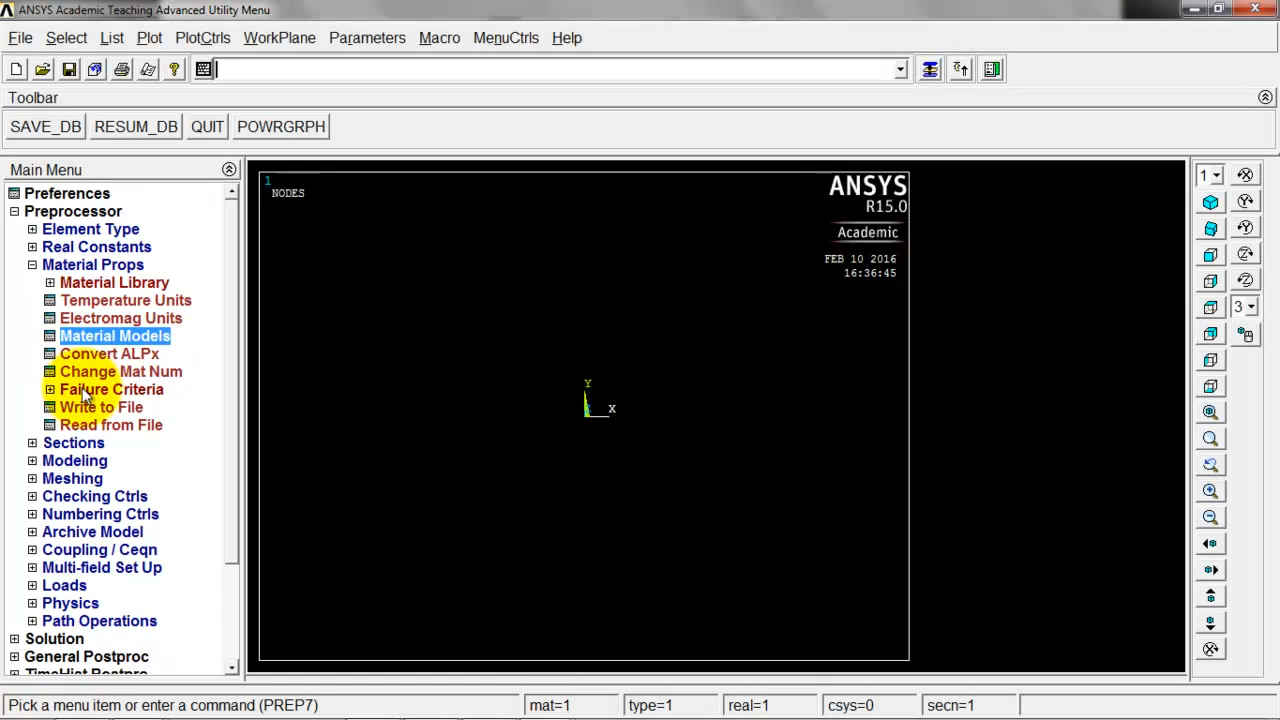 ANSYS Academic Teaching Advanced Utility Menu
File Select List Plot PlotCtrls WorkPlane Parameters Macro MenuCtrls Help
Toolbar
SAVE_DB RESUM_DB QUIT POWRGRPH
Main Menu
Preferences
Preprocessor
Element Type
Real Constants
Material Props
Material Library
Temperature Units
Electromag Units
Material Models
Convert ALPx
Change Mat Num
Failure Criteria
Write to File
Read from File
Sections
Modeling
Meshing
Checking Ctrls
Numbering Ctrls
Archive Model
Coupling / Ceqn
Multi-field Set Up
Loads
Physics
Path Operations
Solution
General Postproc
TimeHist Postpro
1
NODES
ANSYS
R15.0
Academic
FEB 10 2016
16:36:45
Y
X
1
3
Pick a menu item or enter a command (PREP7) mat=1 type=1 real=1 csys=0 secn=1